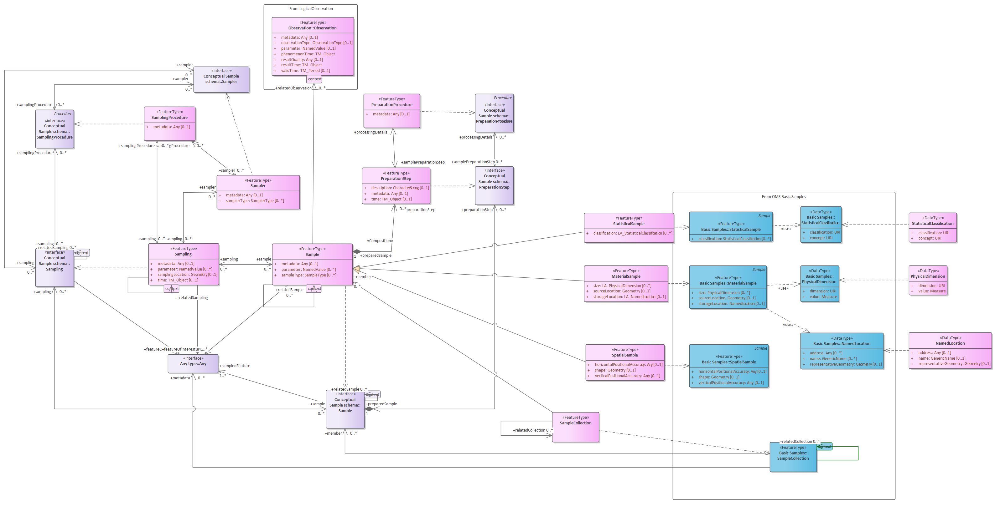 From LogicalObservation
«FeatureType»
Observation::Observation
+ metadata: Any [0..1]
+ observationType: ObservationType [0..1]
+ parameter: NamedValue [0..1]
+ phenomenonTime: TM_Object
+ resultQuality: Any [0..1]
+ resultTime: TM_Object
+ validTime: TM_Period [0..1]
context
+relatedObservation 0..*
+sampler
0..*
+sampler
0..*
«interface»
Conceptual Sample
schema::Sampler
+samplingProcedure 0..*
Procedure
«interface»
Conceptual
Sample schema::
SamplingProcedure
+samplingProcedure 0..*
«FeatureType»
SamplingProcedure
+ metadata: Any [0..1]
+samplingProcedure 0..* gProcedure 0..*
«FeatureType»
PreparationProcedure
+ metadata: Any [0..1]
+processingDetails
Procedure
«interface»
Conceptual
Sample schema::
PreparationProcedure
+processingDetails 0..*
+sampler 0..*
«FeatureType»
Sampler
+ metadata: Any [0..1]
+ samplerType: SamplerType [0..*]
+sampler
0..*
+samplePreparationStep
«FeatureType»
PreparationStep
+ description: CharacterString [0..1]
+ metadata: Any [0..1]
+ time: TM_Object [0..1]
0..* preparationStep
+samplePreparationStep 0..*
«interface»
Conceptual
Sample schema::
PreparationStep
+preparationStep 0..*
From OMS Basic Samples
«FeatureType»
StatisticalSample
+ classification: LA_StatisticalClassification [0..*]
Sample
«FeatureType»
Basic Samples::StatisticalSample
+ classification: StatisticalClassification [0..*]
«use»
«DataType»
Basic Samples::
StatisticalClassification
+ classification: URI
+ concept: URI
«DataType»
StatisticalClassification
+ classification: URI
+ concept: URI
+sampling 0..*
+relatedSampling 0..*
«interface»
Conceptual
Sample schema::
Sampling
context
+sampling
0..*
+sampling 0..*
+sampling 0..* -sampling 0..*
«FeatureType»
Sampling
+ metadata: Any [0..1]
+ parameter: NamedValue [0..*]
+ samplingLocation: Geometry [0..1]
+ time: TM_Object [0..1]
context
+relatedSampling
+sampling
0..*
+sample
0..*
«FeatureType»
Sample
+ metadata: Any [0..1]
+ parameter: NamedValue [0..*]
+ sampleType: SampleType [0..*]
context
+relatedSample
0..*
«Composition»
1 +preparedSample
+member
0..*
«FeatureType»
MaterialSample
+ size: LA_PhysicalDimension [0..*]
+ sourceLocation: Geometry [0..1]
+ storageLocation: LA_NamedLocation [0..1]
Sample
«FeatureType»
Basic Samples::MaterialSample
+ size: PhysicalDimension [0..*]
+ sourceLocation: Geometry [0..1]
+ storageLocation: NamedLocation [0..1]
«use»
«use»
«DataType»
Basic Samples::
PhysicalDimension
+ dimension: URI
+ value: Measure
«DataType»
PhysicalDimension
+ dimension: URI
+ value: Measure
«FeatureType»
SpatialSample
+ horizontalPositionalAccuracy: Any [0..1]
+ shape: Geometry [0..1]
+ verticalPositionalAccuracy: Any [0..1]
Sample
«FeatureType»
Basic Samples::SpatialSample
+ horizontalPositionalAccuracy: Any [0..1]
+ shape: Geometry [0..1]
+ verticalPositionalAccuracy: Any [0..1]
«DataType»
Basic Samples::NamedLocation
+ address: Any [0..*]
+ name: GenericName [0..*]
+ representativeGeometry: Geometry [0..1]
«DataType»
NamedLocation
+ address: Any [0..1]
+ name: GenericName [0..1]
+ representativeGeometry: Geometry [0..1]
+featureOfInterest 1..*
«interface»
Any type::Any
+sampledFeature
1..*
+metadata 0..*
+relatedSample 0..*
«interface»
Conceptual
Sample schema::
Sample
context
+sample
0..*
+preparedSample
1
+member 0..*
«FeatureType»
SampleCollection
+relatedCollection 0..*
+relatedCollection 0..*
«FeatureType»
Basic Samples::
SampleCollection
context